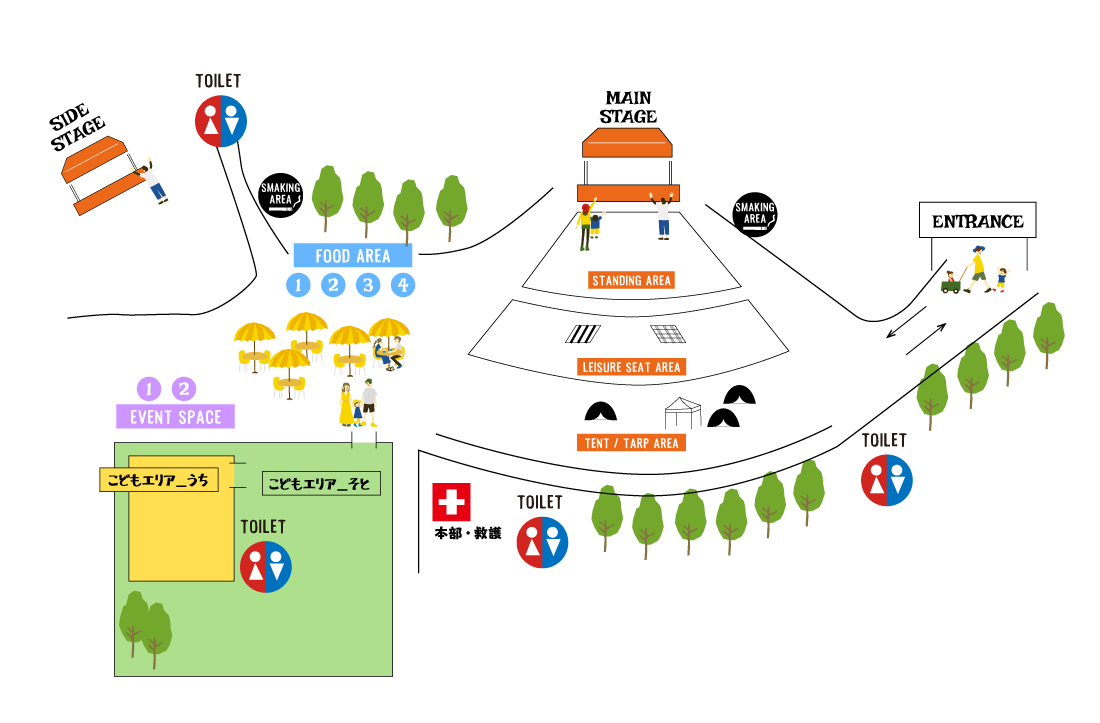 TOILET
SIDE
STAGE
MAIN
STAGE
SMAKING
AREA
SMAKING
AREA
ENTRANCE
FOOD AREA
1 2 3 4
STANDING AREA
LEISURE SEAT AREA
1 2
EVENT SPACE
TENT / TARP AREA
TOILET
こどもエリア_うち
こどもエリア_そと
本部・救護
TOILET
TOILET